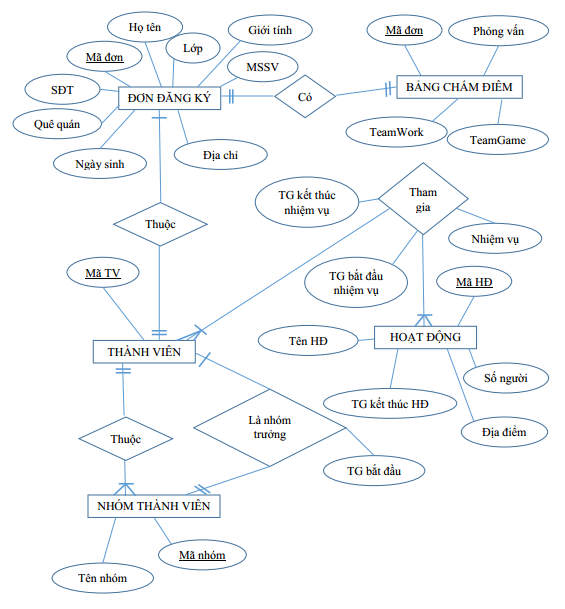 Họ tên
Giới tính
Mã đơn
Phỏng vấn
Mã đơn
Lớp
MSSV
SĐT
ĐƠN ĐĂNG KÝ
Có
BẢNG CHẤM ĐIỂM
Quê quán
TeamWork
TeamGame
Ngày sinh
Địa chỉ
TG kết thúc
nhiệm vụ
Tham
gia
Thuộc
Nhiệm vụ
Mã TV
TG bắt đầu
nhiệm vụ
Mã HĐ
Tên HĐ
HOẠT ĐỘNG
THÀNH VIÊN
Số người
TG kết thúc HĐ
Là nhóm
trưởng
Địa điểm
Thuộc
TG bắt đầu
NHÓM THÀNH VIÊN
Mã nhóm
Tên nhóm